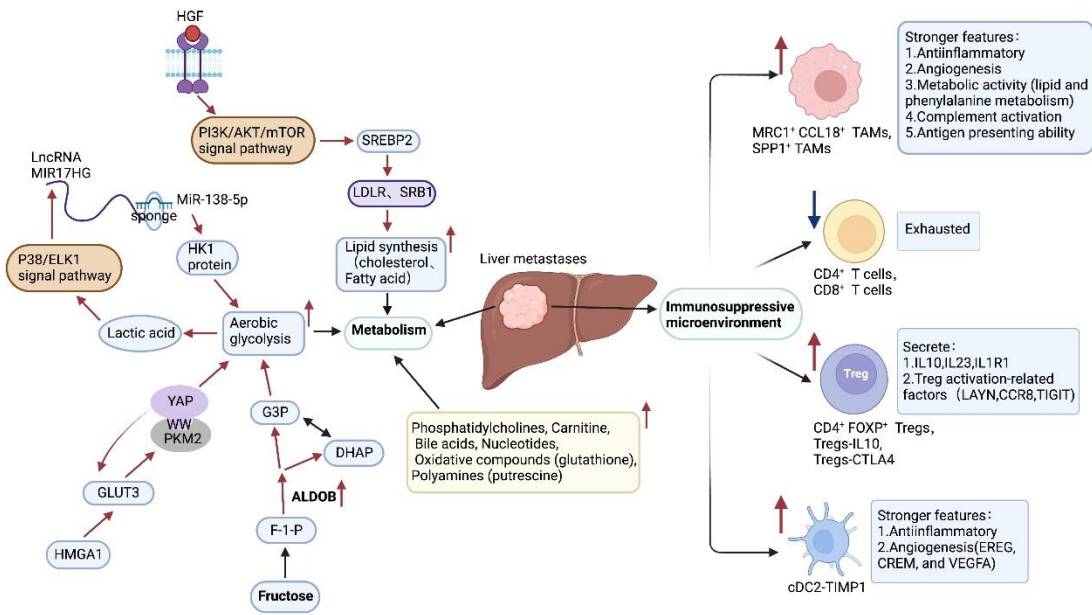 HGF
PI3K/AKT/mTOR
signal pathway
SREBP2
LDLR、SRB1
Lipid synthesis
(cholesterol、
Fatty acid)
LncRNA
MIR17HG
sponge
MiR-138-5p
HK1
protein
P38/ELK1
signal pathway
Lactic acid
Aerobic
glycolysis
Metabolism
YAP
WW
PKM2
GLUT3
HMGA1
G3P
DHAP
ALDOB
F-1-P
Fructose
Phosphatidylcholines, Carnitine,
Bile acids, Nucleotides,
Oxidative compounds (glutathione),
Polyamines (putrescine)
Liver metastases
Immunosuppressive
microenvironment
MRC1⁺ CCL18⁺ TAMs,
SPP1⁺ TAMs
Stronger features：
1.Antiinflammatory
2.Angiogenesis
3.Metabolic activity (lipid and
phenylalanine metabolism)
4.Complement activation
5.Antigen presenting ability
CD4⁺ T cells,
CD8⁺ T cells
Exhausted
Treg
CD4⁺ FOXP⁺ Tregs,
Tregs-IL10,
Tregs-CTLA4
Secrete：
1.IL10,IL23,IL1R1
2.Treg activation-related
factors（LAYN,CCR8,TIGIT)
cDC2-TIMP1
Stronger features：
1.Antiinflammatory
2.Angiogenesis(EREG,
CREM, and VEGFA)